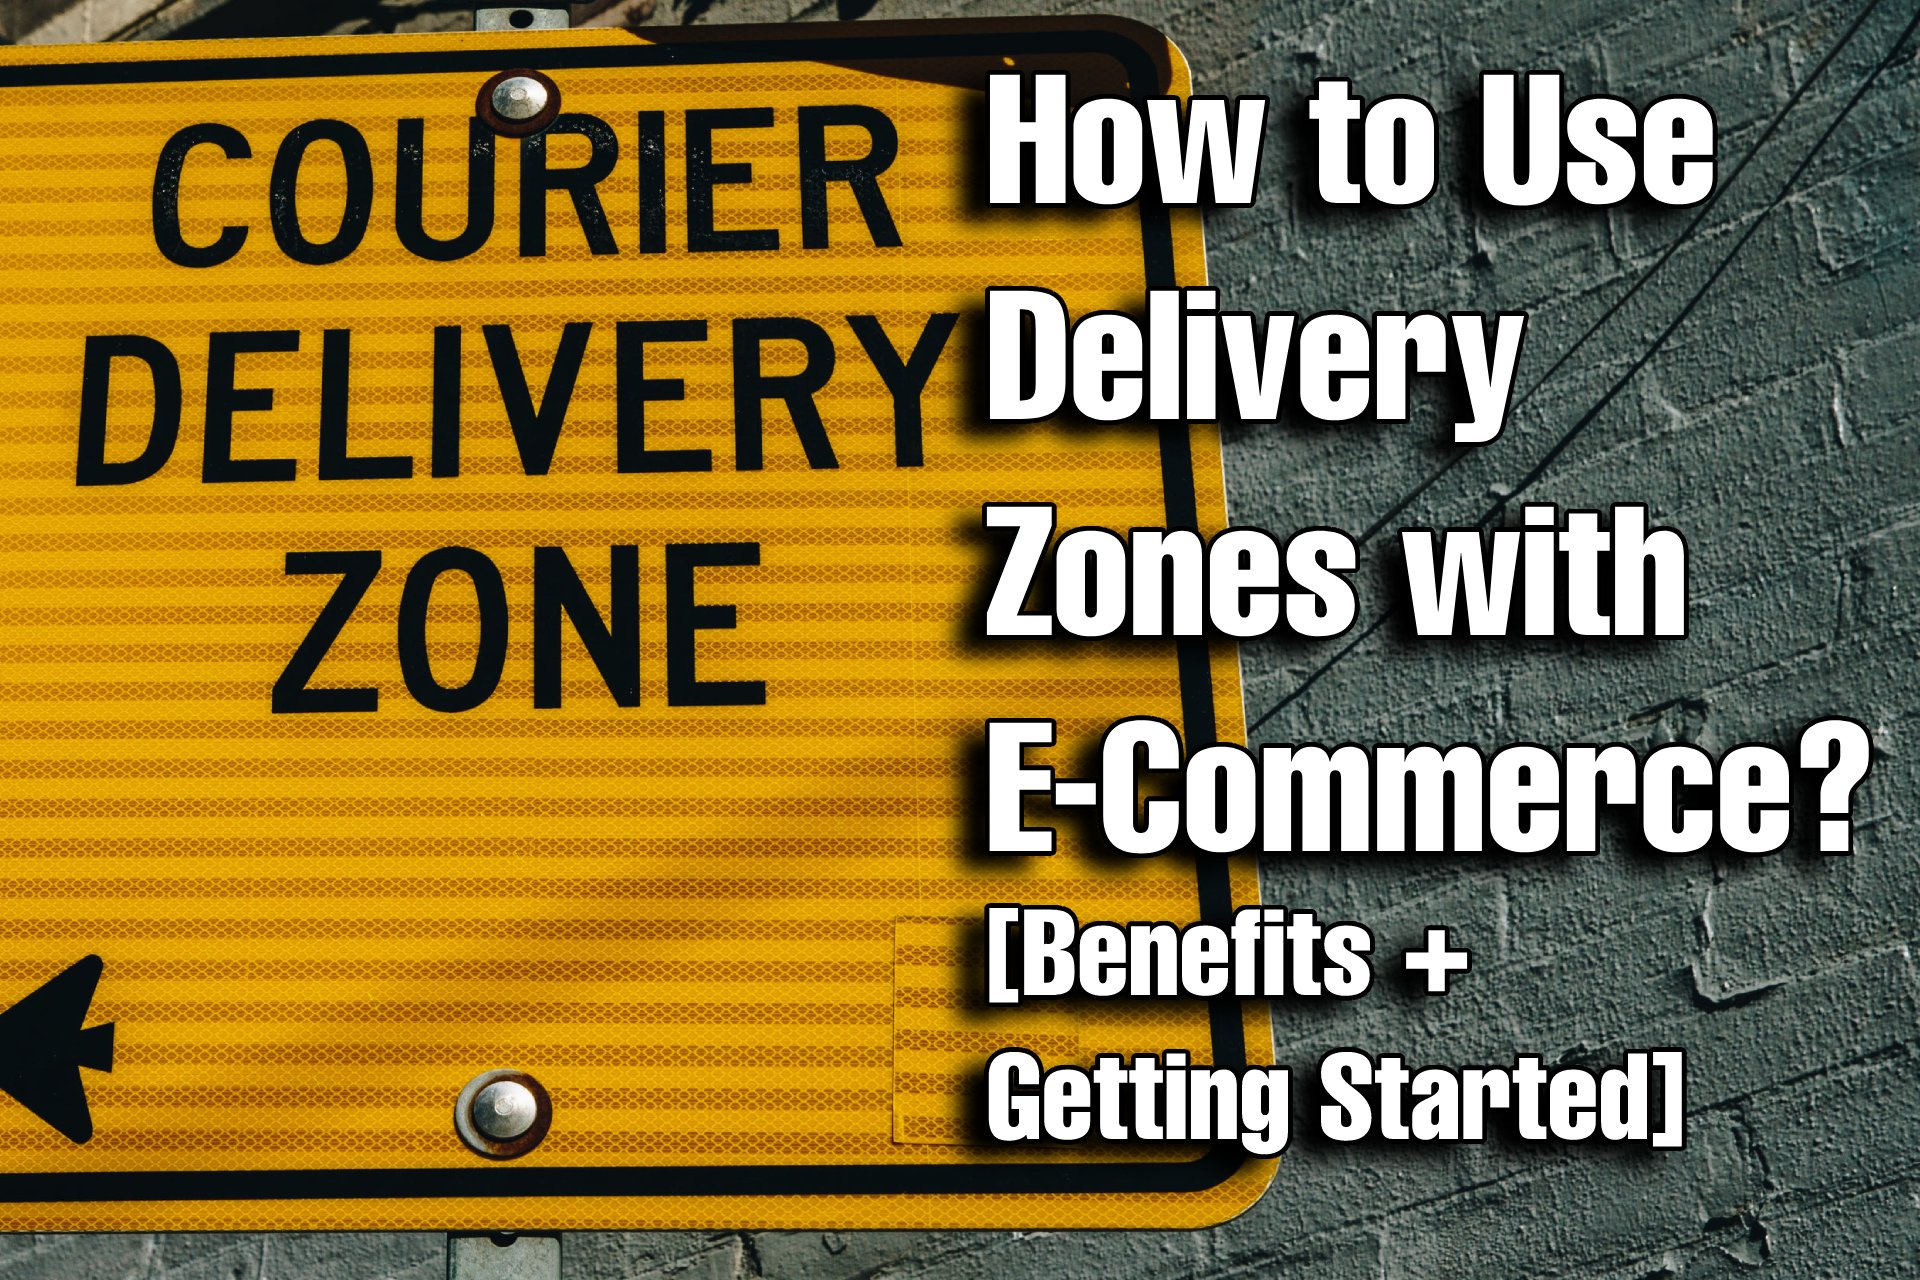 COURIER
DELIVERY
ZONE
How to Use
Delivery
Zones with
E-Commerce?
[Benefits +
Getting Started]